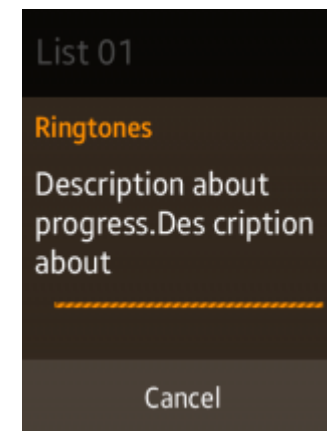 List 01
Ringtones
Description about
progress.Des cription
about
Cancel